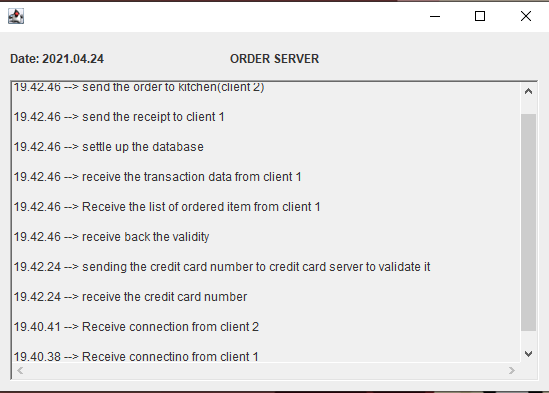 Date: 2021.04.24 ORDER SERVER
19.42.46 --> send the order to kitchen(client 2)
19.42.46 --> send the receipt to client 1
19.42.46 --> settle up the database
19.42.46 --> receive the transaction data from client 1
19.42.46 --> Receive the list of ordered item from client 1
19.42.46 --> receive back the validity
19.42.24 --> sending the credit card number to credit card server to validate it
19.42.24 --> receive the credit card number
19.40.41 --> Receive connection from client 2
19.40.38 --> Receive connectino from client 1